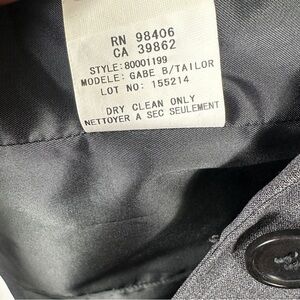 RN 98406
CA 39862
STYLE:80001199
MODELE: GABE B/TAILOR
LOT NO: 155214
DRY CLEAN ONLY
NETTOYER A SEC SEULEMENT